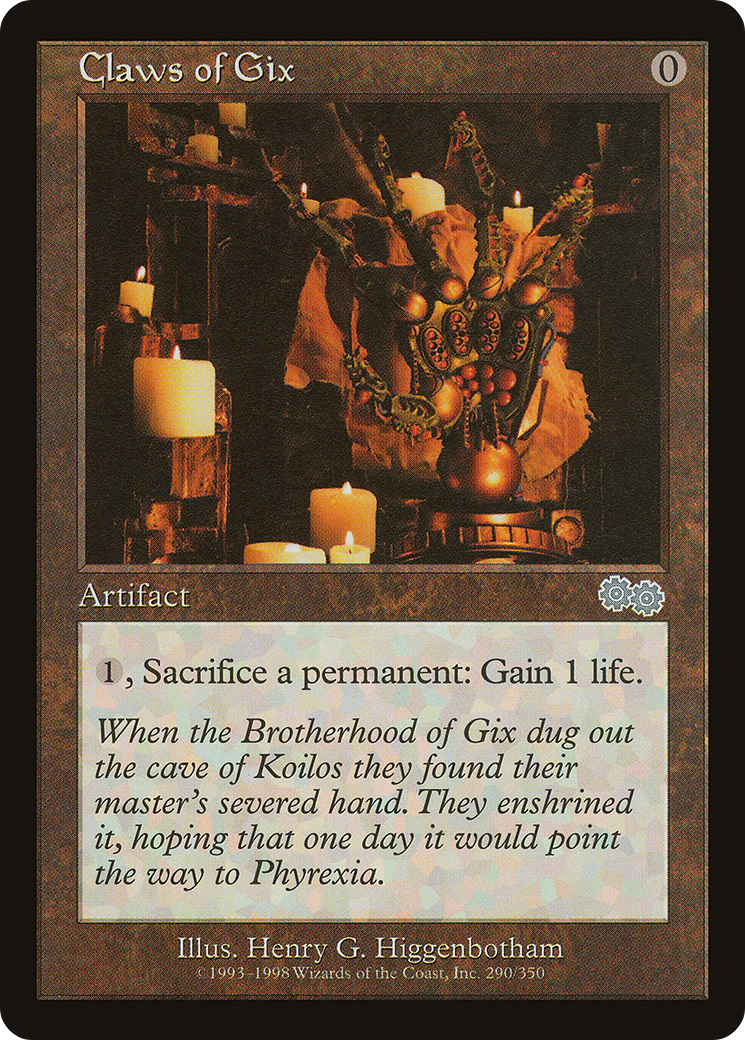 Claws of Gix
0
Artifact
1, Sacrifice a permanent: Gain 1 life.
When the Brotherhood of Gix dug out
the cave of Koilos they found their
master's severed hand. They enshrined
it, hoping that one day it would point
the way to Phyrexia.
Illus. Henry G. Higgenbotham
©1993–1998 Wizards of the Coast, Inc. 290/350